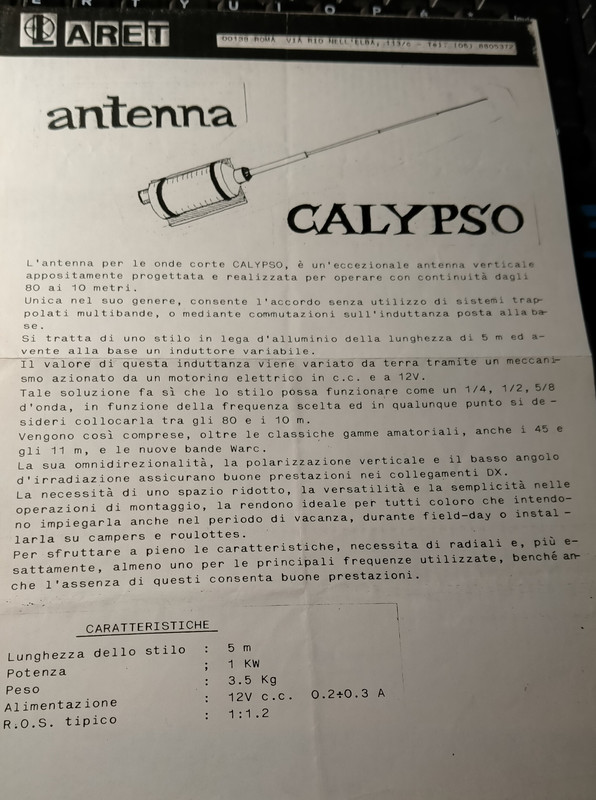 ARET
00139 ROMA VIA RIO NELL'ELBA, - Tel. (06)
antenna
CALYPSO
L'antenna per le onde corte CALYPSO, è un'eccezionale antenna verticale
appositamente progettata e realizzata per operare con continuità dagli
80 ai 10 metri.
Unica nel suo genere, consente l'accordo senza utilizzo di sistemi trap-
polati multibande, o mediante commutazioni sull'induttanza posta alla ba-
se.
Si tratta di uno stilo in lega d'alluminio della lunghezza di 5 m ed a-
vente alla base un induttore variabile.
Il valore di questa induttanza viene variato da terra tramite un meccani-
smo azionato da un motorino elettrico in c.c. e a 12V.
Tale soluzione fa sì che lo stilo possa funzionare come un 1/4, 1/2, 5/8
d'onda, in funzione della frequenza scelta ed in qualunque punto si de-
sideri collocarla tra gli 80 e i 10 m.
Vengono così comprese, oltre le classiche gamme amatoriali, anche i 45 e
gli 11 m, e le nuove bande Warc.
La sua omnidirezionalità, la polarizzazione verticale e il basso angolo
d'irradiazione assicurano buone prestazioni nei collegamenti DX.
La necessità di uno spazio ridotto, la versatilità e la semplicità nelle
operazioni di montaggio, la rendono ideale per tutti coloro che intendo-
no impiegarla anche nel periodo di vacanza, durante field-day o instal-
larla su campers e roulottes.
Per sfruttare a pieno le caratteristiche, necessita di radiali e, più e-
sattamente, almeno uno per le principali frequenze utilizzate, benché an-
che l'assenza di questi consenta buone prestazioni.
CARATTERISTICHE
Lunghezza dello stilo : 5 m
Potenza ; 1 KW
Peso : 3.5 Kg
Alimentazione : 12V c.c. 0.2÷0.3 A
R.O.S. tipico : 1:1.2